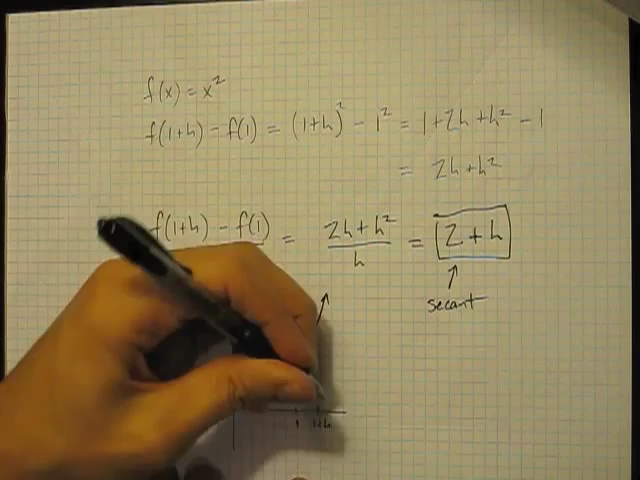 f(x) = x²
f(1+h) - f(1) = (1+h)² - 1² = 1+2h+h² - 1
= 2h+h²
f(1+h) - f(1) = 2h+h²/h = 2+h
secant
1 1+h